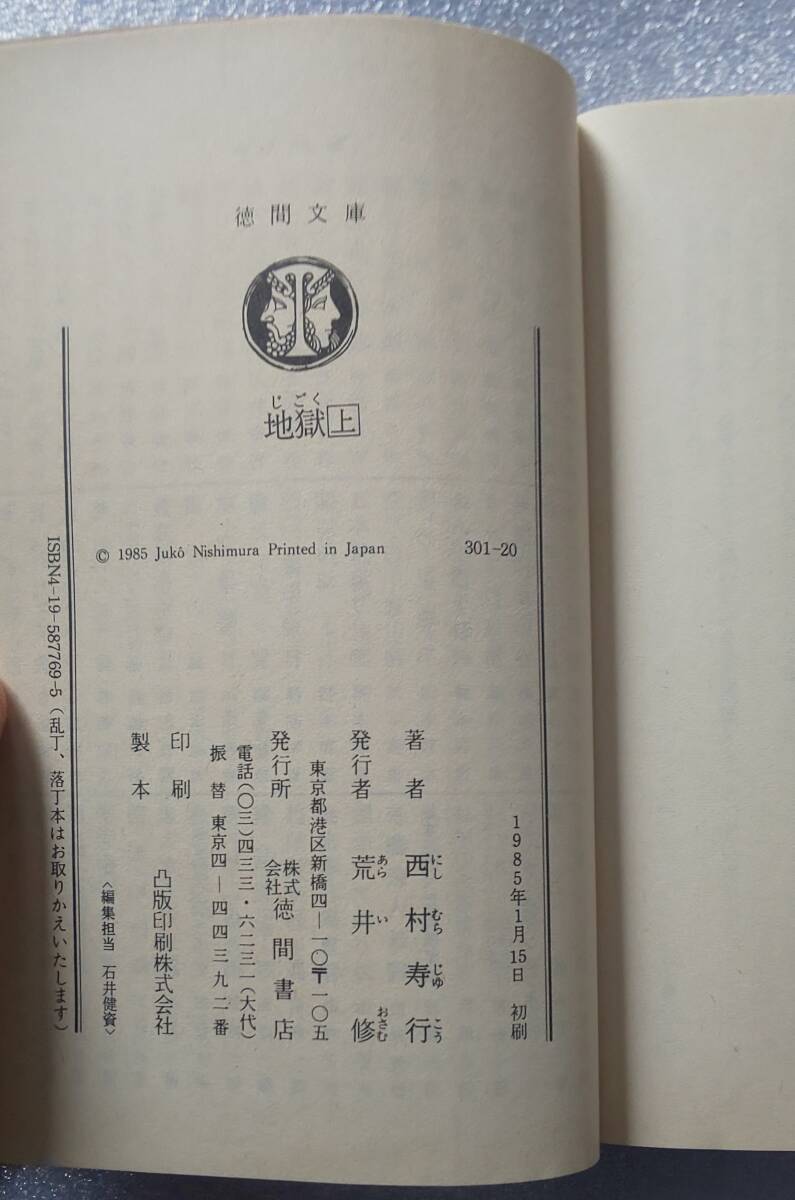 徳間文庫
じごく
地獄上
© 1985 Jukô Nishimura Printed in Japan 301-20
1985年1月15日 初刷
著者 西村寿行
にしむらじゆこう
発行者 荒井修
あらいおさむ
東京都港区新橋四—一〇〒一〇五
発行所 株式会社徳間書店
電話(〇三)四三三・六二三一(大代)
振替 東京四—四四三九二番
印刷 凸版印刷株式会社
製本
〈編集担当 石井健資〉
ISBN4-19-587769-5(乱丁、落丁本はお取りかえいたします)